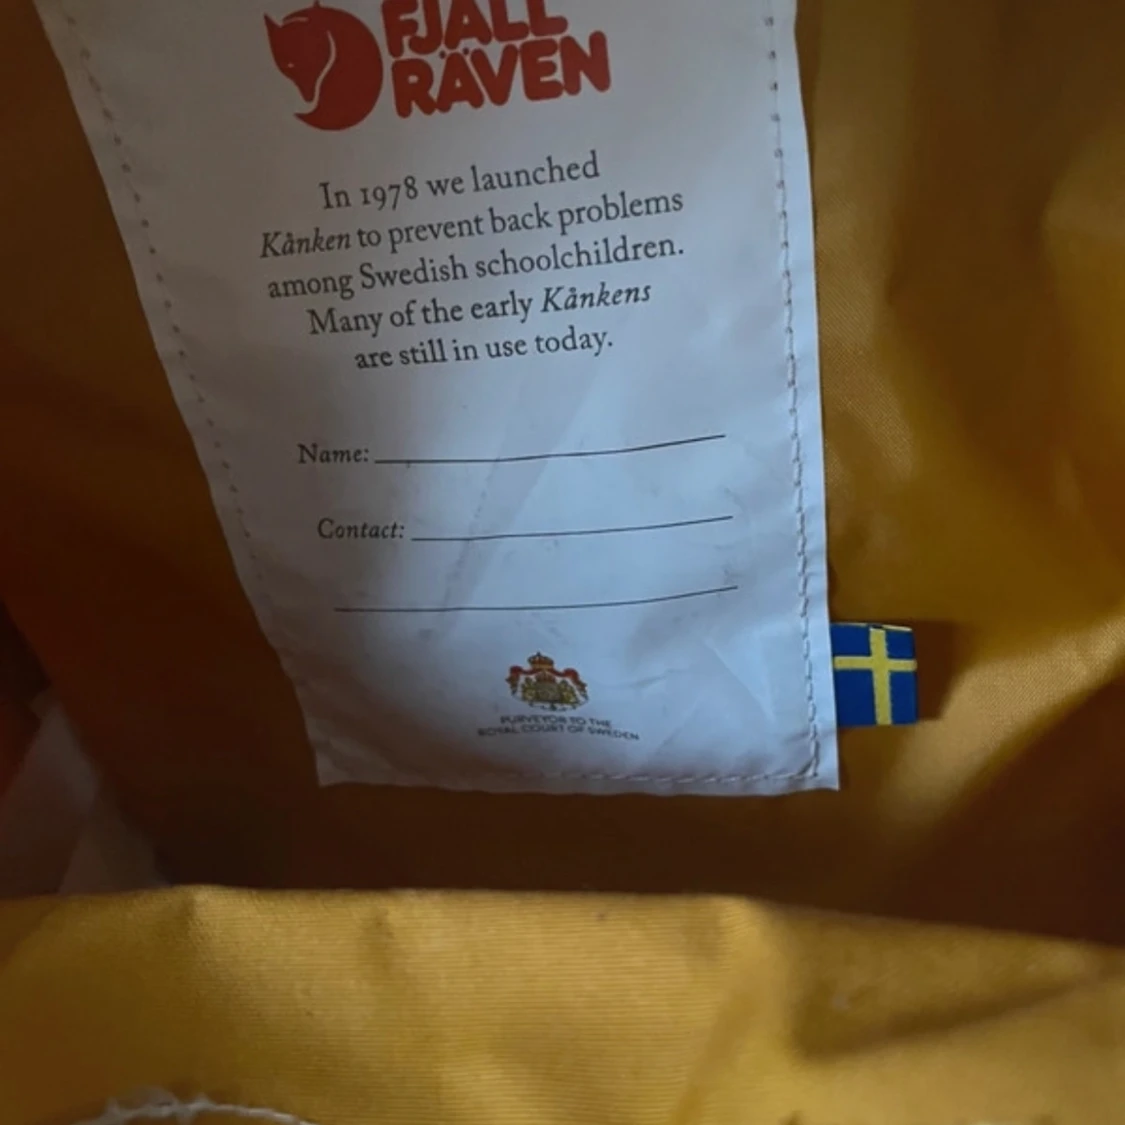 FJÄLL
RÄVEN
In 1978 we launched
Kånken to prevent back problems
among Swedish schoolchildren.
Many of the early Kånkens
are still in use today.
Name:
Contact:
PURVEYOR TO THE
ROYAL COURT OF SWEDEN